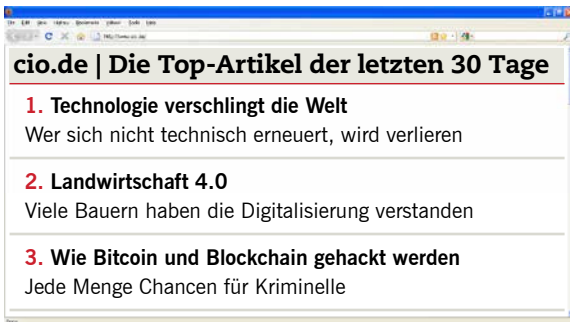 cio.de | Die Top-Artikel der letzten 30 Tage
1. Technologie verschlingt die Welt
Wer sich nicht technisch erneuert, wird verlieren
2. Landwirtschaft 4.0
Viele Bauern haben die Digitalisierung verstanden
3. Wie Bitcoin und Blockchain gehackt werden
Jede Menge Chancen für Kriminelle